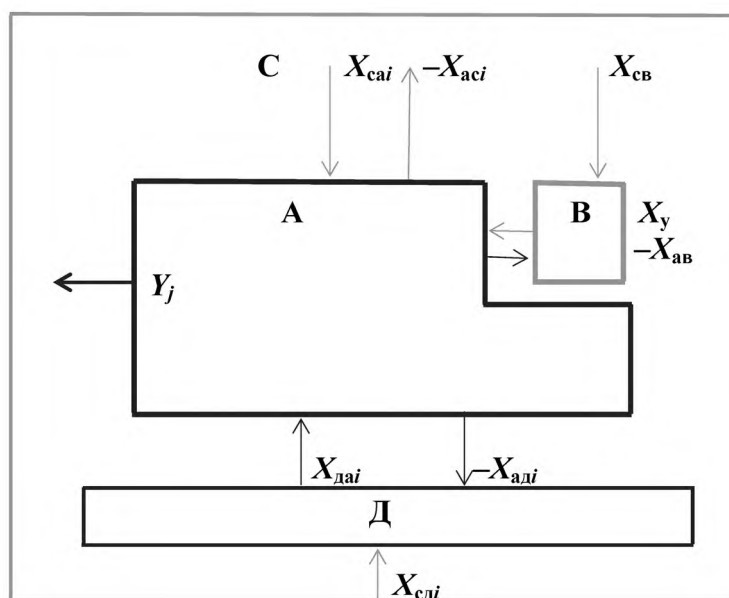 С X_саi –X_асi X_св
А В X_у
–X_ав
Y_j
X_даi –X_адi
Д
X_сдi